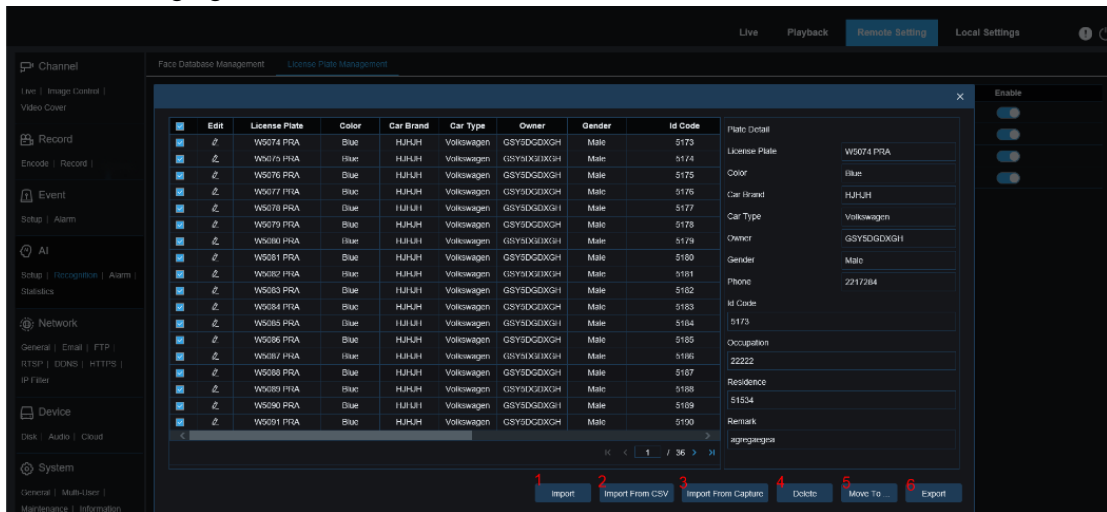 Live Playback Remote Setting Local Settings
Channel
Live | Image Control |
Video Cover
Record
Encode | Record |
Event
Setup | Alarm
AI
Setup | Recognition | Alarm |
Statistics
Network
General | Email | FTP |
RTSP | DDNS | HTTPS |
IP Filter
Device
Disk | Audio | Cloud
System
General | Multi-User |
Maintenance | Information
Face Database Management License Plate Management
Enable
Edit License Plate Color Car Brand Car Type Owner Gender Id Code
W5074 PRA Blue HJHJH Volkswagen GSY5DGDXGH Male 5173
W5075 PRA Blue HJHJH Volkswagen GSY5DGDXGH Male 5174
W5076 PRA Blue HJHJH Volkswagen GSY5DGDXGH Male 5175
W5077 PRA Blue HJHJH Volkswagen GSY5DGDXGH Male 5176
W5078 PRA Blue HJHJH Volkswagen GSY5DGDXGH Male 5177
W5079 PRA Blue HJHJH Volkswagen GSY5DGDXGH Male 5178
W5080 PRA Blue HJHJH Volkswagen GSY5DGDXGH Male 5179
W5081 PRA Blue HJHJH Volkswagen GSY5DGDXGH Male 5180
W5082 PRA Blue HJHJH Volkswagen GSY5DGDXGH Male 5181
W5083 PRA Blue HJHJH Volkswagen GSY5DGDXGH Male 5182
W5084 PRA Blue HJHJH Volkswagen GSY5DGDXGH Male 5183
W5085 PRA Blue HJHJH Volkswagen GSY5DGDXGH Male 5184
W5086 PRA Blue HJHJH Volkswagen GSY5DGDXGH Male 5185
W5087 PRA Blue HJHJH Volkswagen GSY5DGDXGH Male 5186
W5088 PRA Blue HJHJH Volkswagen GSY5DGDXGH Male 5187
W5089 PRA Blue HJHJH Volkswagen GSY5DGDXGH Male 5188
W5090 PRA Blue HJHJH Volkswagen GSY5DGDXGH Male 5189
W5091 PRA Blue HJHJH Volkswagen GSY5DGDXGH Male 5190
1 / 36
Plate Detail
License Plate W5074 PRA
Color Blue
Car Brand HJHJH
Car Type Volkswagen
Owner GSY5DGDXGH
Gender Male
Phone 2217284
Id Code
5173
Occupation
22222
Residence
51534
Remark
agregaegea
1 2 3 4 5 6
Import Import From CSV Import From Capture Delete Move To ... Export